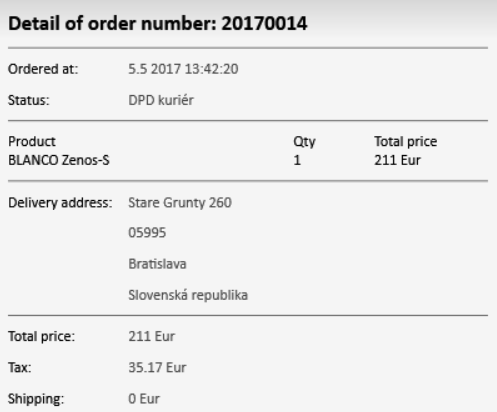 Detail of order number: 20170014
Ordered at: 5.5 2017 13:42:20
Status: DPD kuriér
Product Qty Total price
BLANCO Zenos-S 1 211 Eur
Delivery address: Stare Grunty 260
05995
Bratislava
Slovenská republika
Total price: 211 Eur
Tax: 35.17 Eur
Shipping: 0 Eur